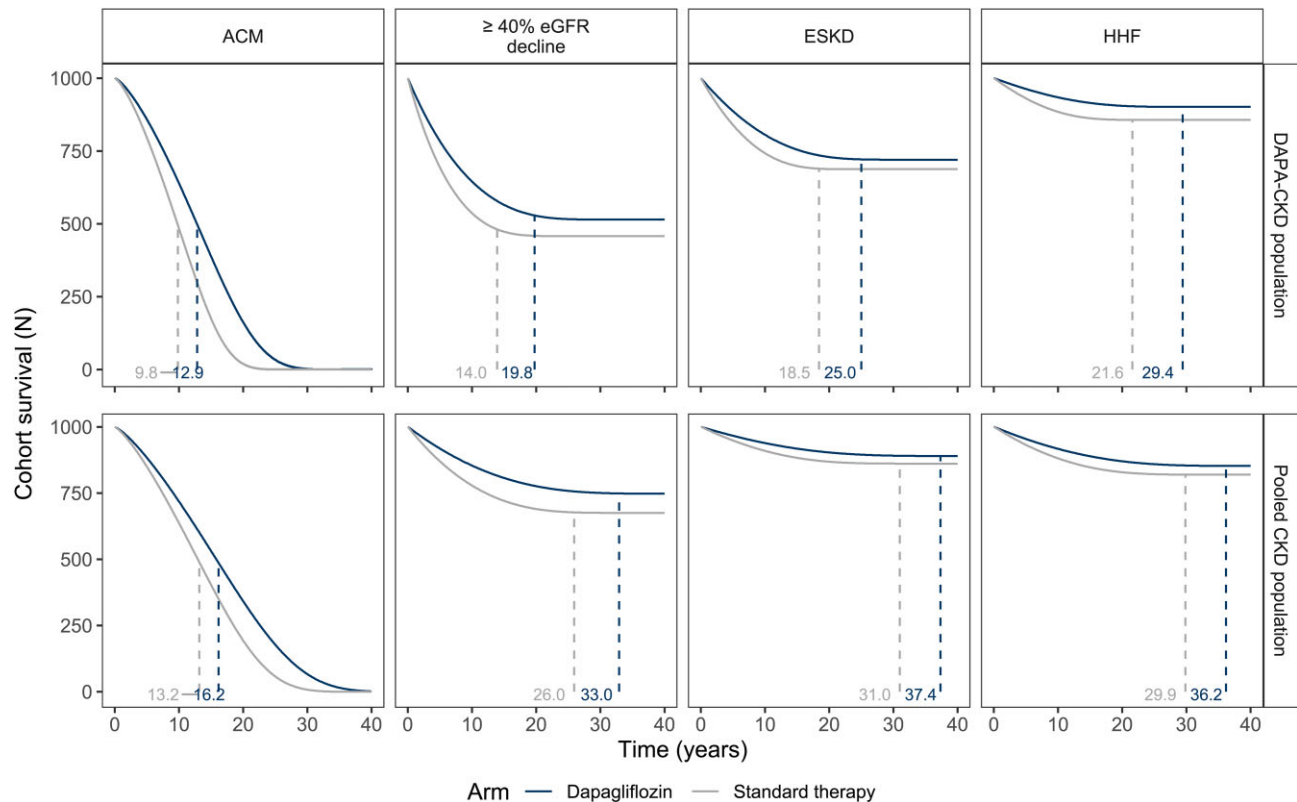 ACM
≥ 40% eGFR
decline
ESKD
HHF
Cohort survival (N)
1000
750
500
250
0
9.8 12.9
14.0 19.8
18.5 25.0
21.6 29.4
DAPA-CKD population
1000
750
500
250
0
13.2 16.2
26.0 33.0
31.0 37.4
29.9 36.2
Pooled CKD population
0 10 20 30 40
0 10 20 30 40
0 10 20 30 40
0 10 20 30 40
Time (years)
Arm Dapagliflozin Standard therapy